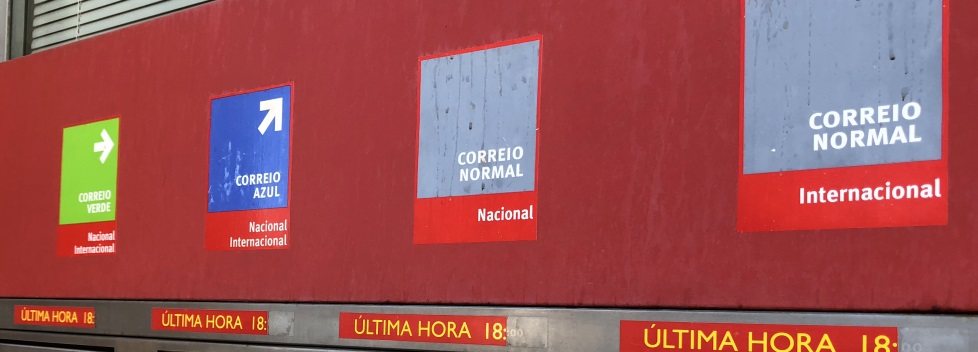 CORREIO
VERDE
Nacional
Internacional
CORREIO
AZUL
Nacional
Internacional
CORREIO
NORMAL
Nacional
CORREIO
NORMAL
Internacional
ÚLTIMA HORA 18:
ÚLTIMA HORA 18:
ÚLTIMA HORA 18:00
ÚLTIMA HORA 18:00